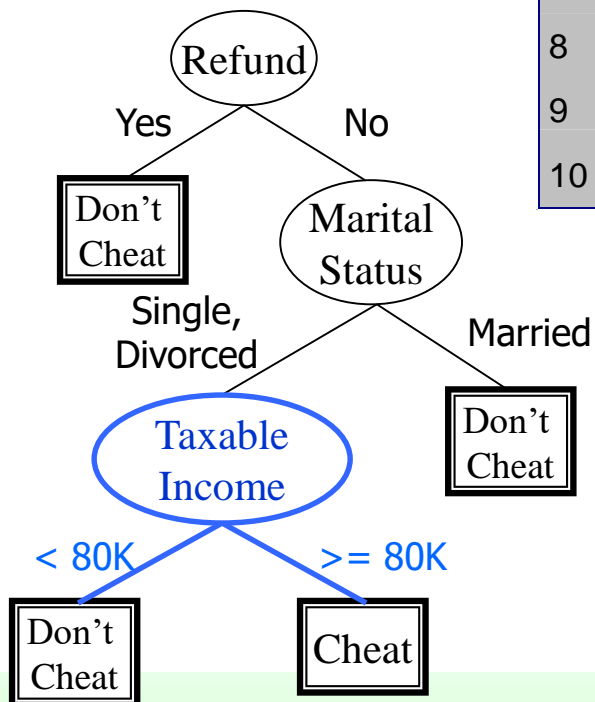 Refund
8
9
10
Yes
No
Don't
Cheat
Marital
Status
Single,
Divorced
Married
Taxable
Income
Don't
Cheat
< 80K
>= 80K
Don't
Cheat
Cheat